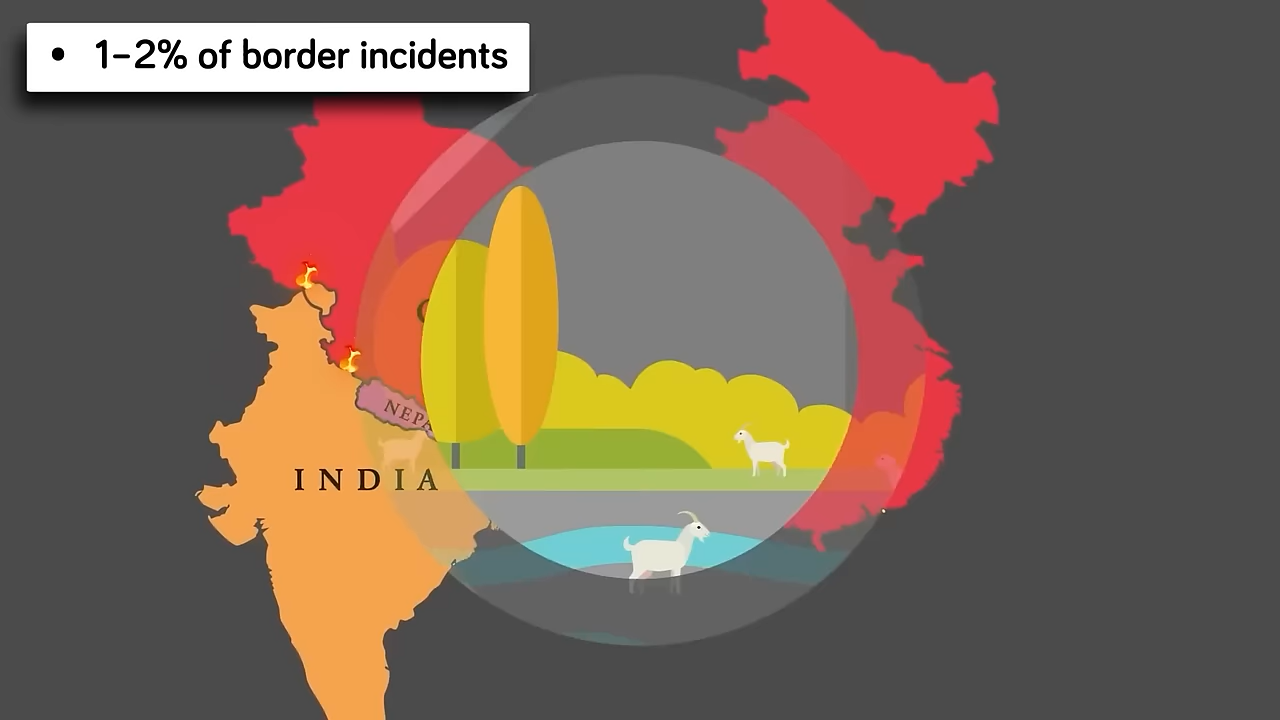 • 1–2% of border incidents
INDIA